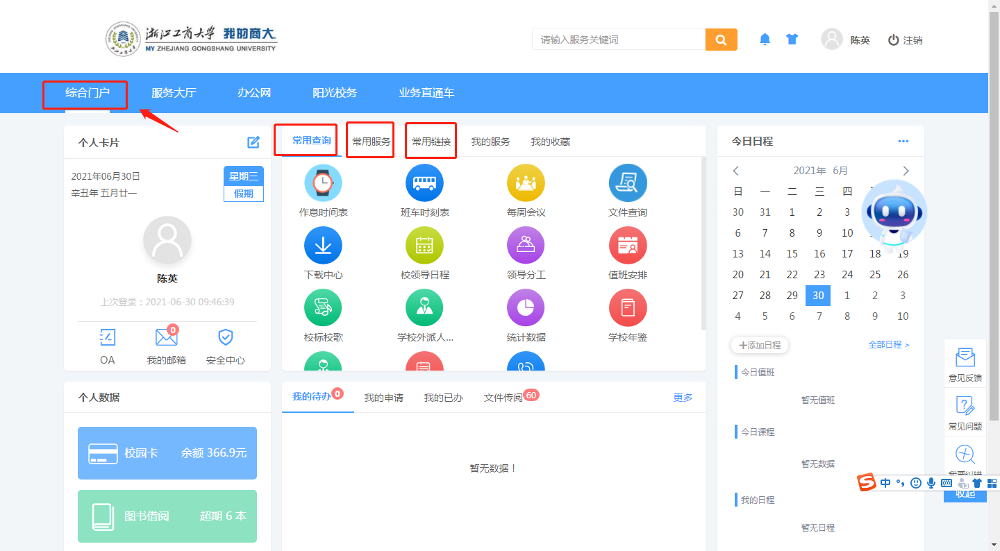 浙江工商大学 我的商大
MY ZHEJIANG GONGSHANG UNIVERSITY
请输入服务关键词
陈英
注销
综合门户 服务大厅 办公网 阳光校务 业务直通车
个人卡片
2021年06月30日
辛丑年 五月廿一
星期三
假期
陈英
上次登录：2021-06-30 09:46:39
0
OA 我的邮箱 安全中心
常用查询 常用服务 常用链接 我的服务 我的收藏
作息时间表 班车时刻表 每周会议 文件查询
下载中心 校领导日程 领导分工 值班安排
校标校歌 学校外派人... 统计数据 学校年鉴
今日日程
2021年 6月
日 一 二 三 四
30 31 1 2 3
6 7 8 9 10
13 14 15 16 17 18 19
20 21 22 23 24 25 26
27 28 29 30 1 2 3
4 5 6 7 8 9 10
添加日程 全部日程 >
今日值班
暂无值班
今日课程
暂无数据
我的日程
暂无日程
个人数据
校园卡 余额 366.9元
图书借阅 超期 6 本
我的待办 0 我的申请 我的已办 文件传阅 60 更多
暂无数据！
意见反馈
常见问题
我要纠错
S 中
收起